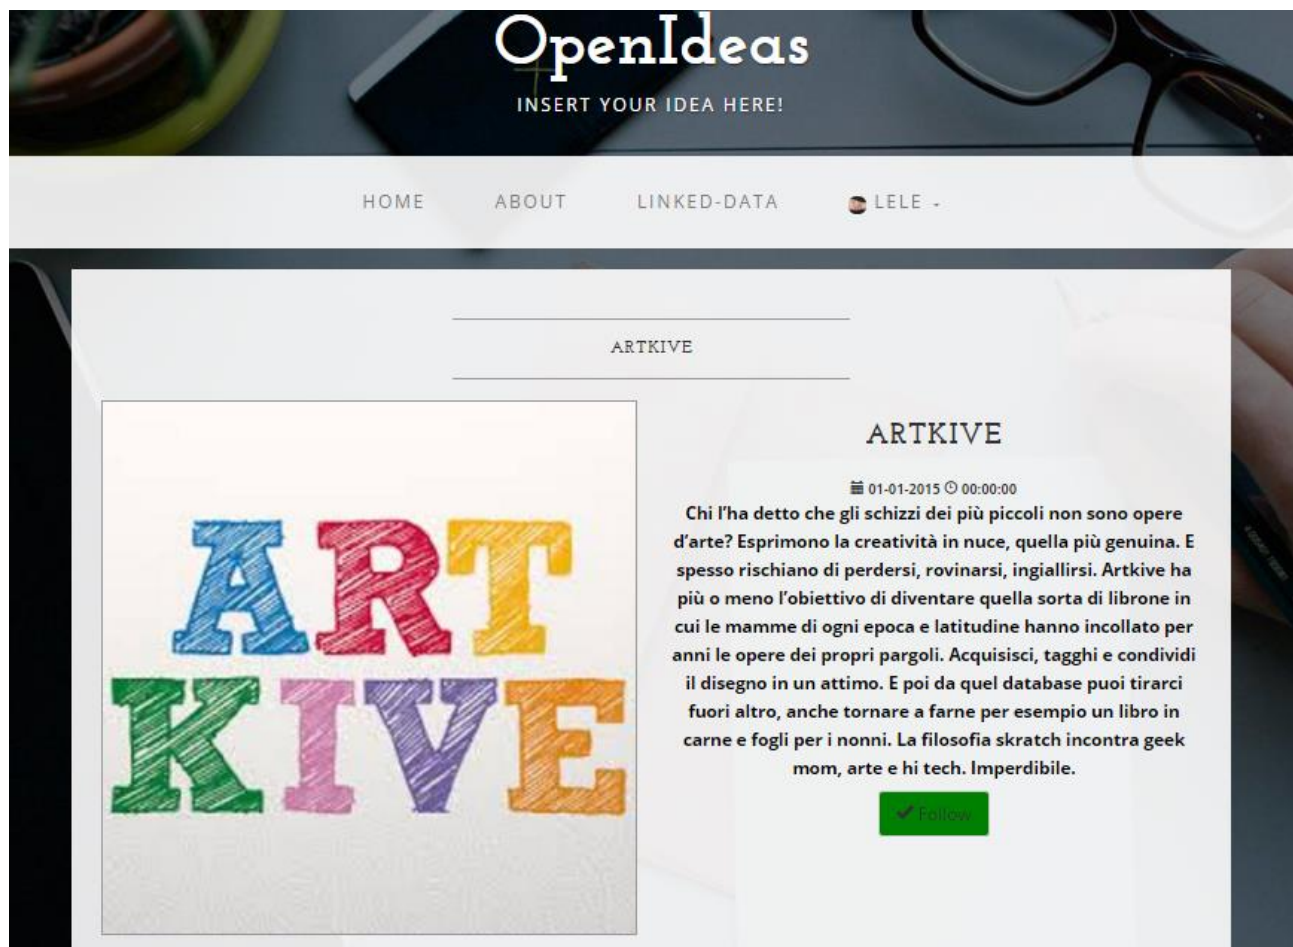 OpenIdeas
INSERT YOUR IDEA HERE!
HOME ABOUT LINKED-DATA LELE
ARTKIVE
ART
KIVE
ARTKIVE
01-01-2015 00:00:00
Chi l'ha detto che gli schizzi dei più piccoli non sono opere
d'arte? Esprimono la creatività in nuce, quella più genuina. E
spesso rischiano di perdersi, rovinarsi, ingiallirsi. Artkive ha
più o meno l'obiettivo di diventare quella sorta di librone in
cui le mamme di ogni epoca e latitudine hanno incollato per
anni le opere dei propri pargoli. Acquisisci, tagghi e condividi
il disegno in un attimo. E poi da quel database puoi tirarci
fuori altro, anche tornare a farne per esempio un libro in
carne e fogli per i nonni. La filosofia skratch incontra geek
mom, arte e hi tech. Imperdibile.
Follow